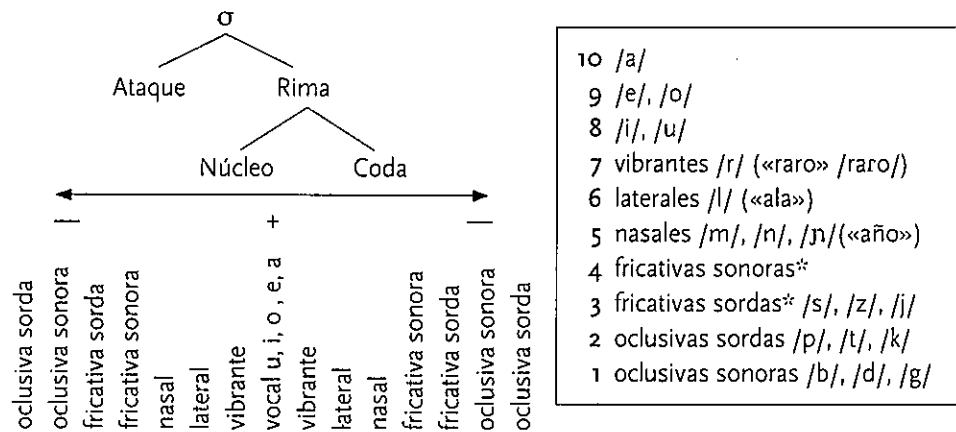 σ
Ataque Rima
Núcleo Coda
— + —
oclusiva sorda
oclusiva sonora
fricativa sorda
fricativa sonora
nasal
lateral
vibrante
vocal u, i, o , e, a
vibrante
lateral
nasal
fricativa sonora
fricativa sorda
oclusiva sonora
oclusiva sorda
10 /a/
9 /e/, /o/
8 /i/, /u/
7 vibrantes /r/ («raro» /raɾo/)
6 laterales /l/ («ala»)
5 nasales /m/, /n/, /ɲ/(«año»)
4 fricativas sonoras*
3 fricativas sordas* /s/, /z/, /j/
2 oclusivas sordas /p/, /t/, /k/
1 oclusivas sonoras /b/, /d/, /g/